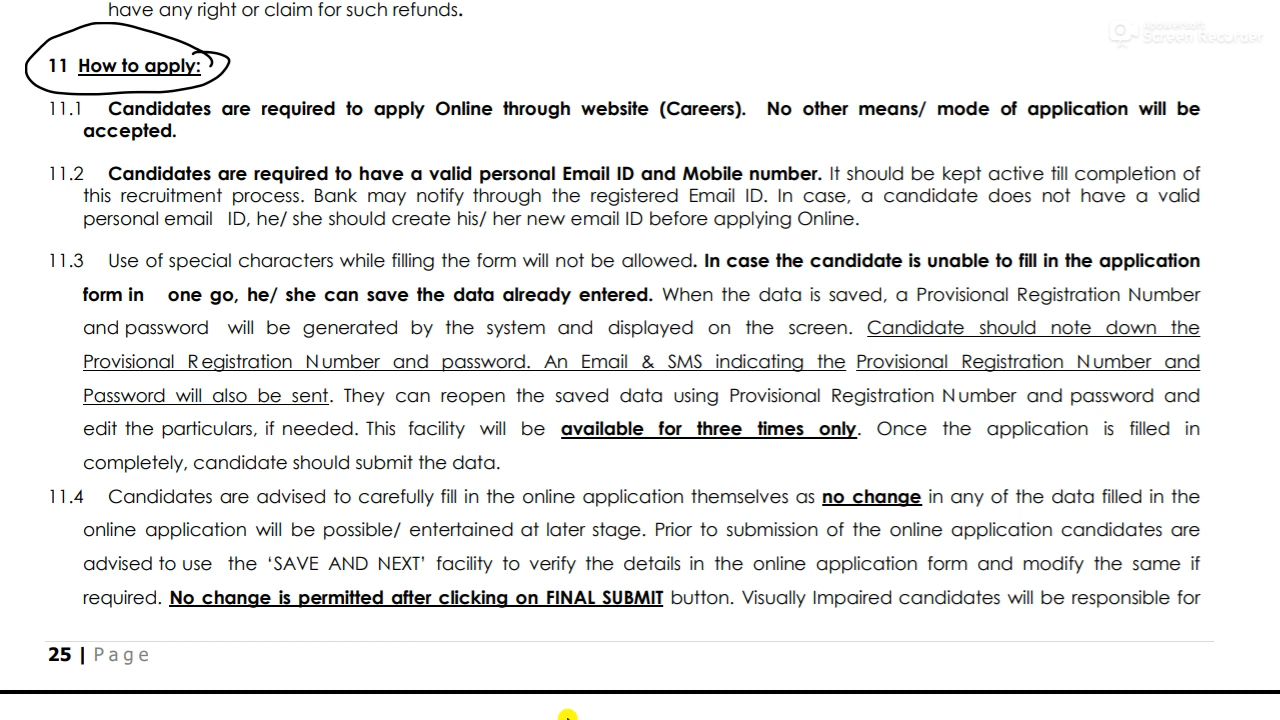 have any right or claim for such refunds.
Apowersoft
Screen Recorder
11 How to apply:
11.1 Candidates are required to apply Online through website (Careers). No other means/ mode of application will be
accepted.
11.2 Candidates are required to have a valid personal Email ID and Mobile number. It should be kept active till completion of
this recruitment process. Bank may notify through the registered Email ID. In case, a candidate does not have a valid
personal email ID, he/ she should create his/ her new email ID before applying Online.
11.3 Use of special characters while filling the form will not be allowed. In case the candidate is unable to fill in the application
form in one go, he/ she can save the data already entered. When the data is saved, a Provisional Registration Number
and password will be generated by the system and displayed on the screen. Candidate should note down the
Provisional Registration Number and password. An Email & SMS indicating the Provisional Registration Number and
Password will also be sent. They can reopen the saved data using Provisional Registration Number and password and
edit the particulars, if needed. This facility will be available for three times only. Once the application is filled in
completely, candidate should submit the data.
11.4 Candidates are advised to carefully fill in the online application themselves as no change in any of the data filled in the
online application will be possible/ entertained at later stage. Prior to submission of the online application candidates are
advised to use the ‘SAVE AND NEXT’ facility to verify the details in the online application form and modify the same if
required. No change is permitted after clicking on FINAL SUBMIT button. Visually Impaired candidates will be responsible for
25 | Page